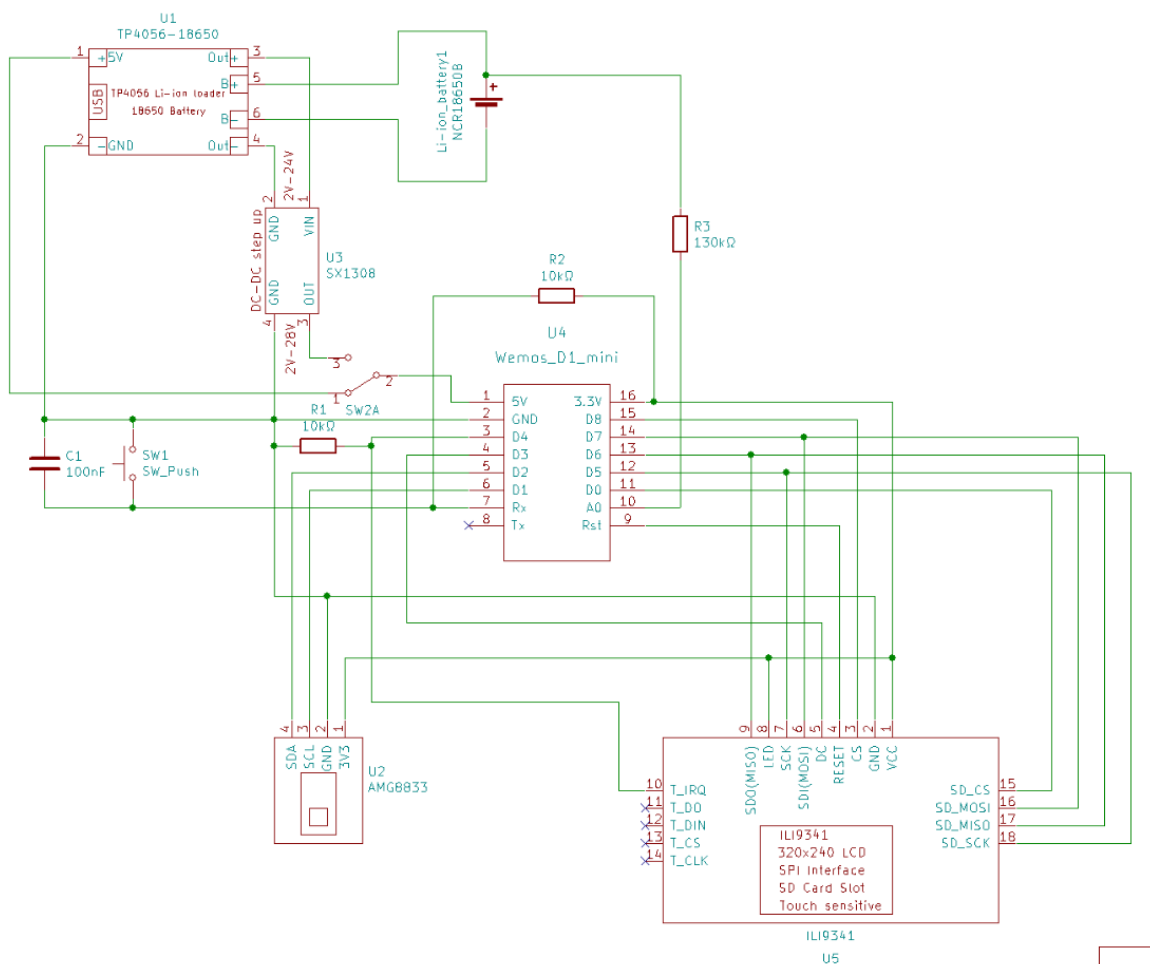 U1
TP4056-18650
1
+
5V
Out+
3
USB
B+
5
TP4056 Li-ion loader
18650 Battery
B-
6
2
-
GND
Out-
4
+
Li-ion_battery1
NCR18650B
2V-24V
2
1
GND
VIN
DC-DC step up
U3
SX1308
GND
OUT
4
3
2V-28V
R3
130kΩ
R2
10kΩ
U4
Wemos_D1_mini
3
2
1
SW2A
R1
10kΩ
C1
100nF
SW1
SW_Push
1
5V
3.3V
16
2
GND
D8
15
3
D4
D7
14
4
D3
D6
13
5
D2
D5
12
6
D1
D0
11
7
Rx
A0
10
8
Tx
Rst
9
4
3
2
1
SDA
SCL
GND
3V3
U2
AMG8833
9
8
7
6
5
4
3
2
1
SDO(MISO)
LED
SCK
SDI(MOSI)
DC
RESET
CS
GND
VCC
10
T_IRQ
SD_CS
15
11
T_DO
SD_MOSI
16
12
T_DIN
SD_MISO
17
13
T_CS
SD_SCK
18
14
T_CLK
ILI9341
320x240 LCD
SPI Interface
SD Card Slot
Touch sensitive
ILI9341
U5